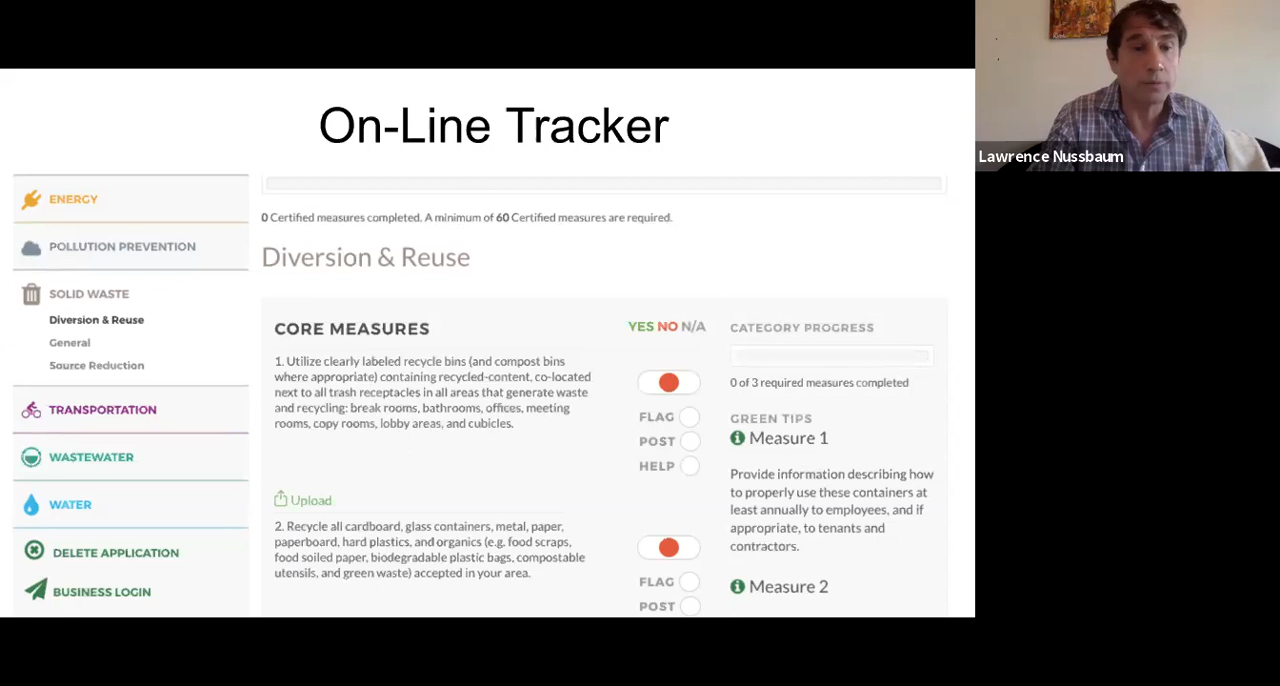 On-Line Tracker
Lawrence Nussbaum
ENERGY
POLLUTION PREVENTION
SOLID WASTE
Diversion & Reuse
General
Source Reduction
TRANSPORTATION
WASTEWATER
WATER
DELETE APPLICATION
BUSINESS LOGIN
0 Certified measures completed. A minimum of 60 Certified measures are required.
Diversion & Reuse
CORE MEASURES
YES NO N/A
1. Utilize clearly labeled recycle bins (and compost bins
where appropriate) containing recycled-content, co-located
next to all trash receptacles in all areas that generate waste
and recycling: break rooms, bathrooms, offices, meeting
rooms, copy rooms, lobby areas, and cubicles.
FLAG
POST
HELP
Upload
2. Recycle all cardboard, glass containers, metal, paper,
paperboard, hard plastics, and organics (e.g. food scraps,
food soiled paper, biodegradable plastic bags, compostable
utensils, and green waste) accepted in your area.
FLAG
POST
CATEGORY PROGRESS
0 of 3 required measures completed
GREEN TIPS
Measure 1
Provide information describing how
to properly use these containers at
least annually to employees, and if
appropriate, to tenants and
contractors.
Measure 2